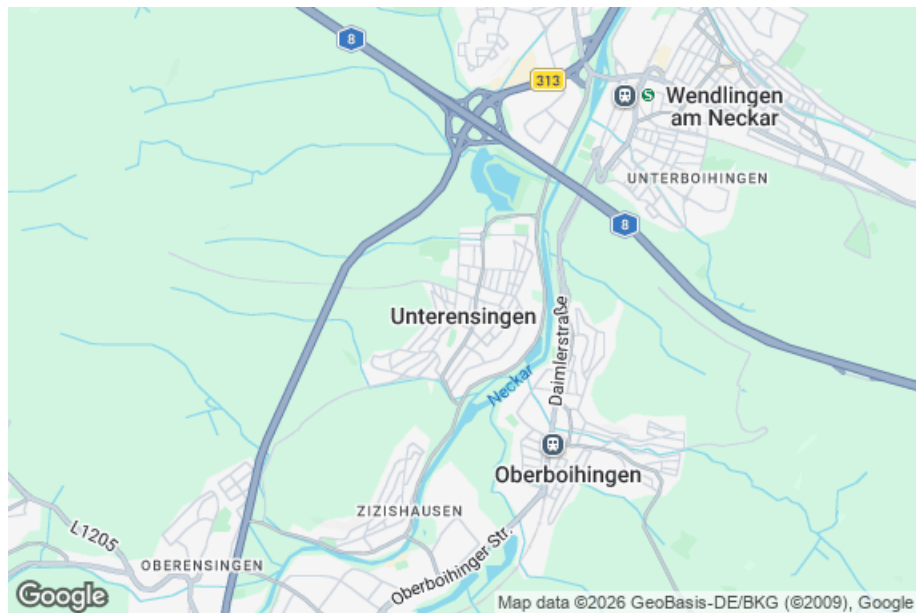 8
313
Wendlingen
am Neckar
UNTERBOIHINGEN
8
Unterensingen
Daimlerstraße
Neckar
Oberboihingen
ZIZISHAUSEN
L1205
Oberboihinger Str.
OBERENSINGEN
Google
Map data ©2026 GeoBasis-DE/BKG (©2009), Google